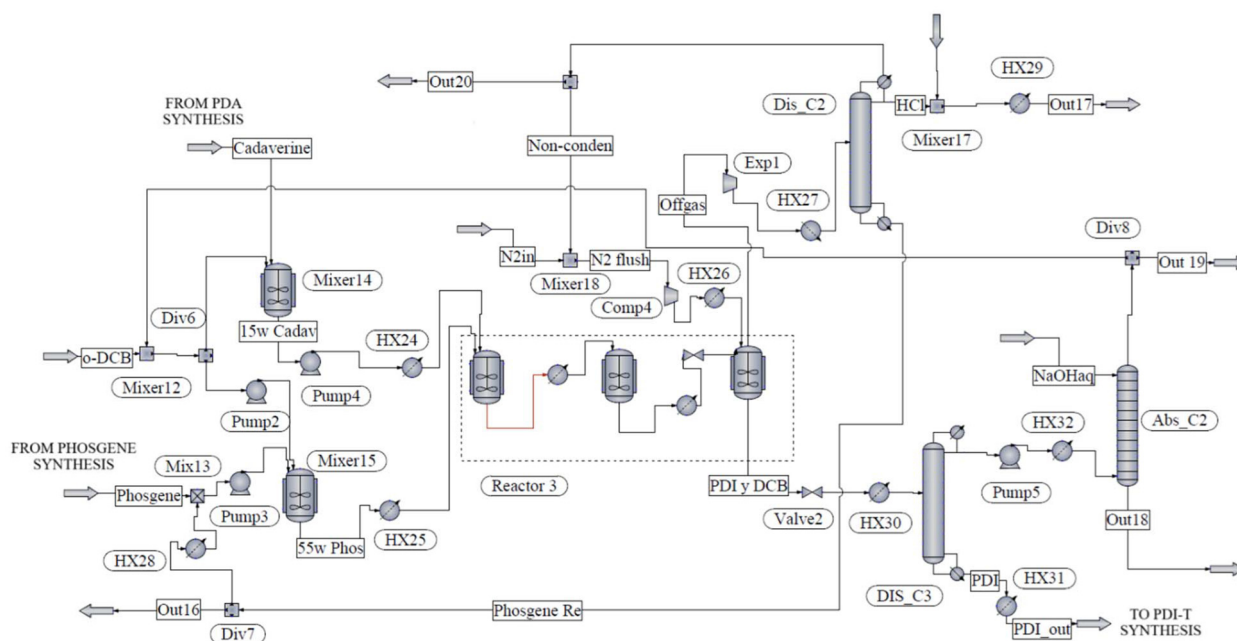 Out20
HX29
FROM PDA
SYNTHESIS
Dis_C2
HCl
Out17
Cadaverine
Non-conden
Mixer17
Exp1
HX27
Offgas
Div8
N2in
N2 flush
HX26
Out 19
Mixer14
Mixer18
Comp4
Div6
15w Cadav
HX24
o-DCB
NaOHaq
Mixer12
Pump4
Pump2
HX32
Abs_C2
FROM PHOSGENE
SYNTHESIS
Mix13
Mixer15
Phosgene
Reactor 3
PDI y DCB
Pump5
Pump3
Valve2
HX30
Out18
HX28
55w Phos
HX25
PDI
HX31
DIS_C3
Out16
Phosgene Re
TO PDI-T
SYNTHESIS
PDI_out
Div7